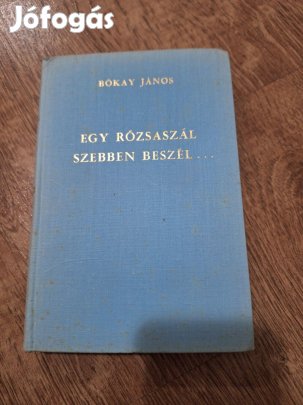 Jófogás
BÓKAY JÁNOS
EGY RÓZSASZÁL
SZEBBEN BESZÉL...